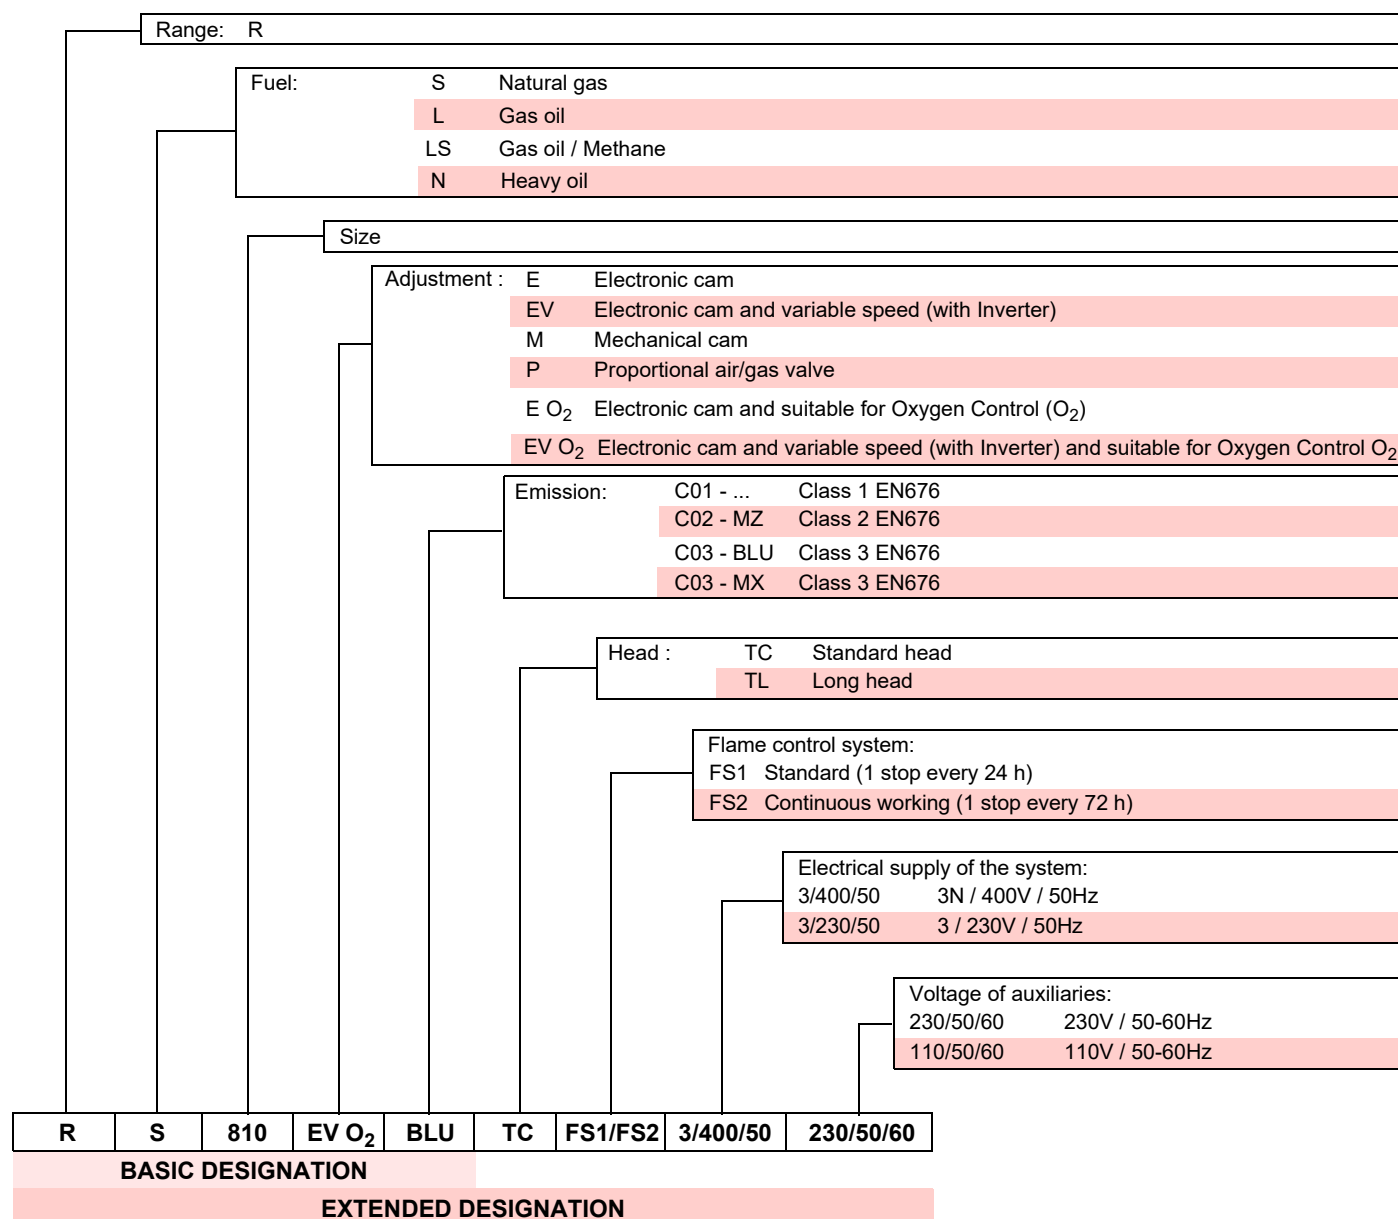 Range: R
Fuel: S Natural gas
L Gas oil
LS Gas oil / Methane
N Heavy oil
Size
Adjustment : E Electronic cam
EV Electronic cam and variable speed (with Inverter)
M Mechanical cam
P Proportional air/gas valve
E O2 Electronic cam and suitable for Oxygen Control (O2)
EV O2 Electronic cam and variable speed (with Inverter) and suitable for Oxygen Control O2
Emission: C01 - ... Class 1 EN676
C02 - MZ Class 2 EN676
C03 - BLU Class 3 EN676
C03 - MX Class 3 EN676
Head : TC Standard head
TL Long head
Flame control system:
FS1 Standard (1 stop every 24 h)
FS2 Continuous working (1 stop every 72 h)
Electrical supply of the system:
3/400/50 3N / 400V / 50Hz
3/230/50 3 / 230V / 50Hz
Voltage of auxiliaries:
230/50/60 230V / 50-60Hz
110/50/60 110V / 50-60Hz
R S 810 EV O2 BLU TC FS1/FS2 3/400/50 230/50/60
BASIC DESIGNATION
EXTENDED DESIGNATION